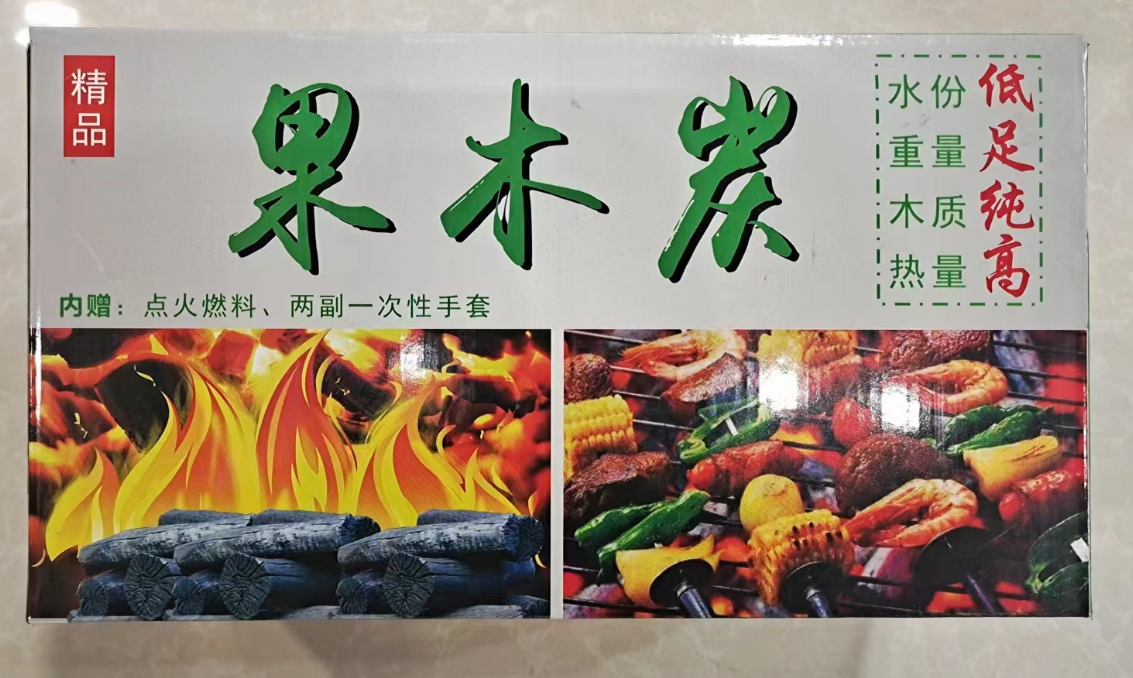 精品
果木炭
水份低
重量足
木质纯
热量高
内赠：点火燃料、两副一次性手套